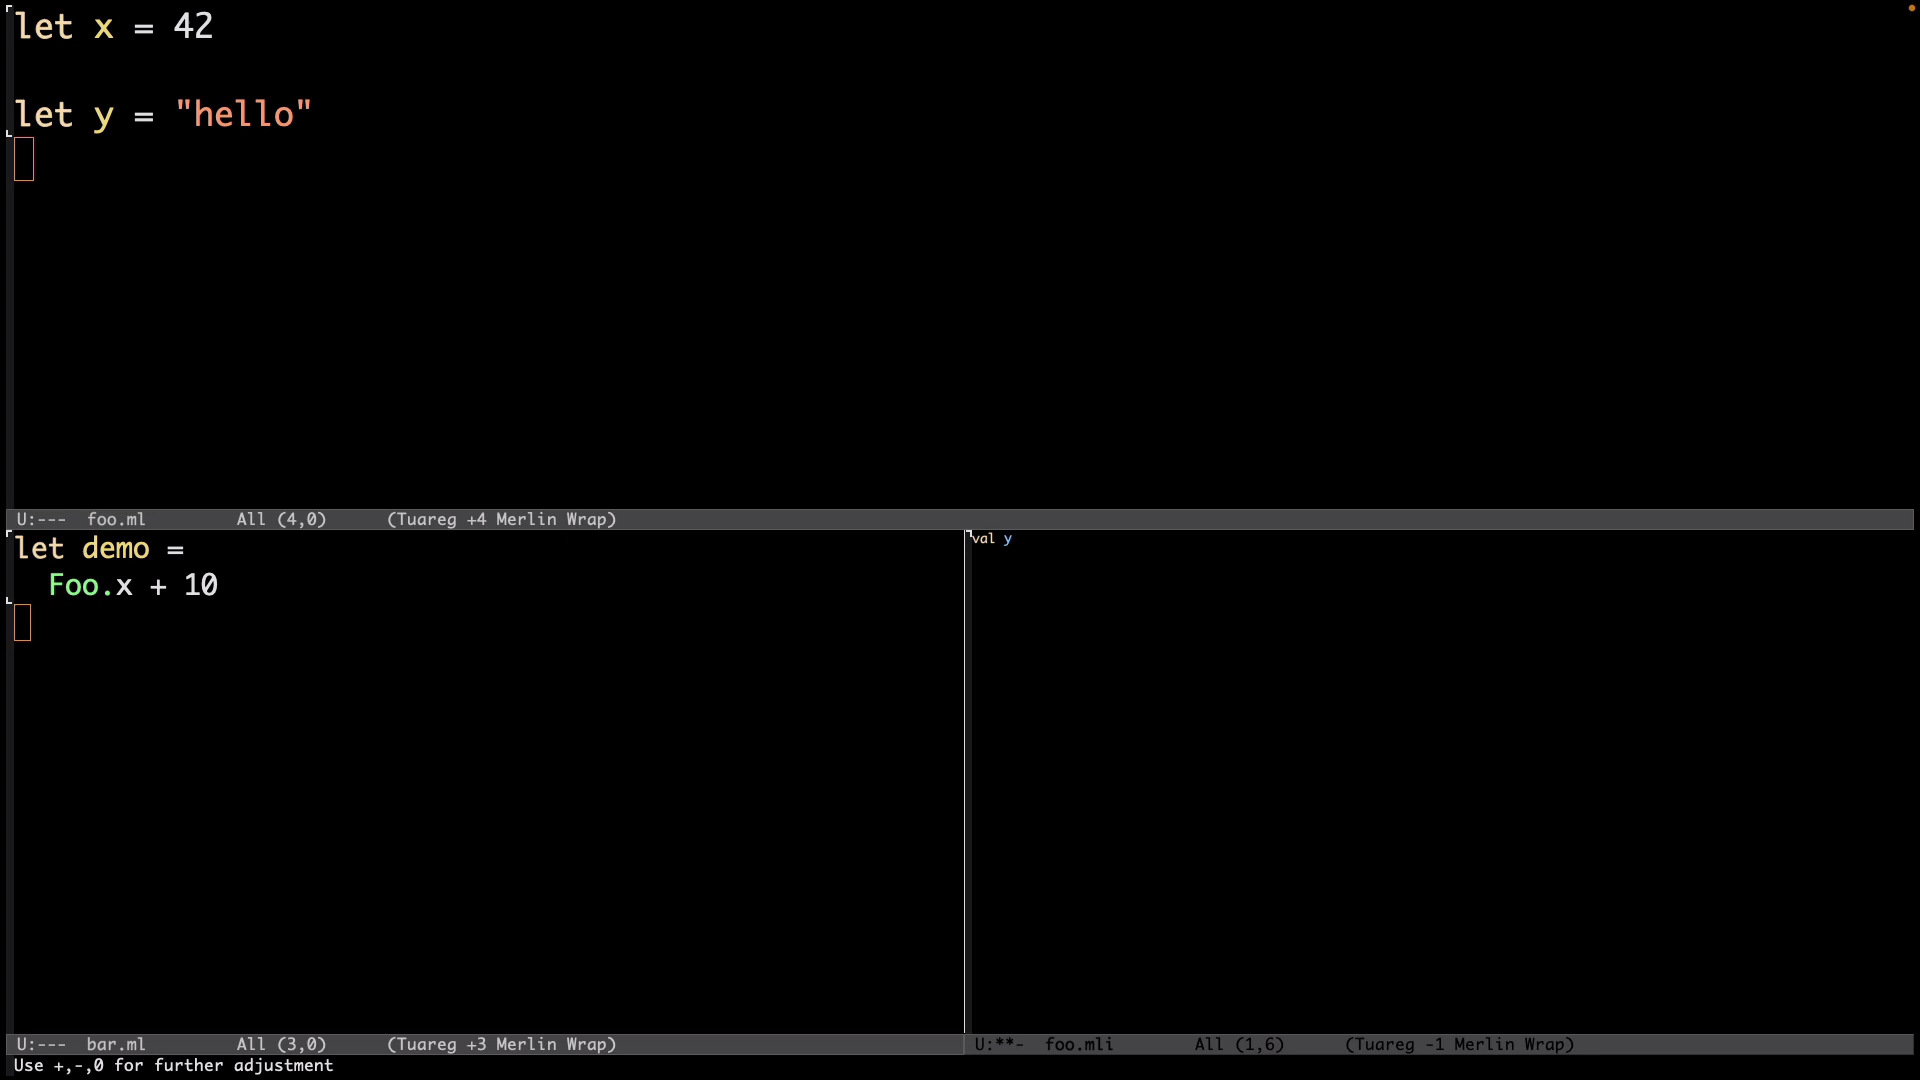 let x = 42
let y = "hello"
U:---  foo.ml         All (4,0)      (Tuareg +4 Merlin Wrap)
let demo =
  Foo.x + 10
val y
U:---  bar.ml         All (3,0)      (Tuareg +3 Merlin Wrap)
U:**-  foo.mli        All (1,6)      (Tuareg -1 Merlin Wrap)
Use +,-,0 for further adjustment